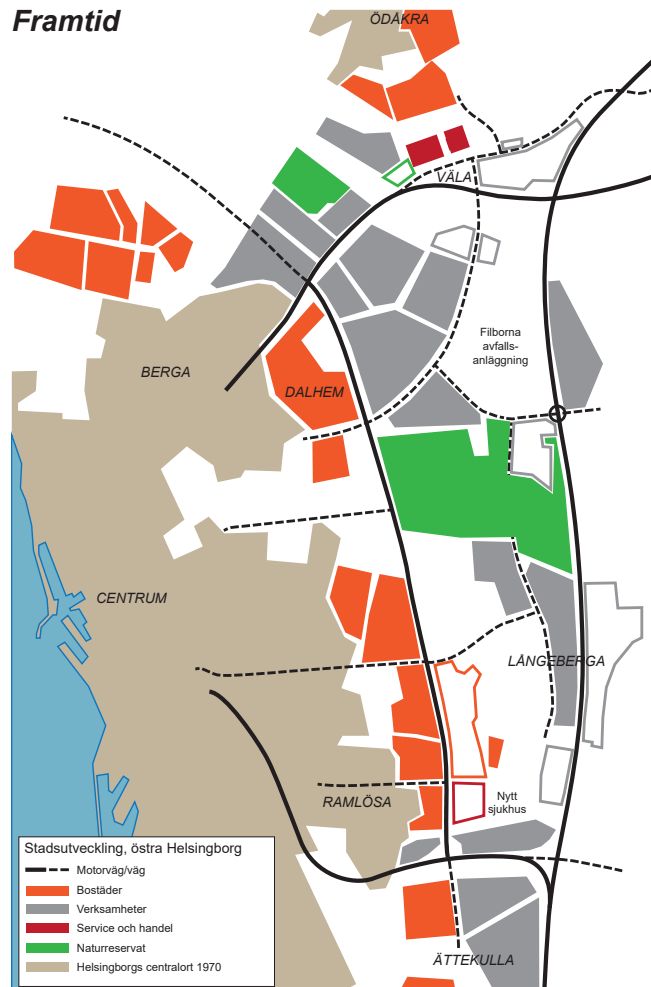 Framtid
ÖDÅKRA
VÄLA
Filborna
avfalls-
anläggning
BERGA
DALHEM
CENTRUM
LÅNGEBERGA
RAMLÖSA
Nytt
sjukhus
Stadsutveckling, östra Helsingborg
Motorväg/väg
Bostäder
Verksamheter
Service och handel
Naturreservat
Helsingborgs centralort 1970
ÄTTEKULLA